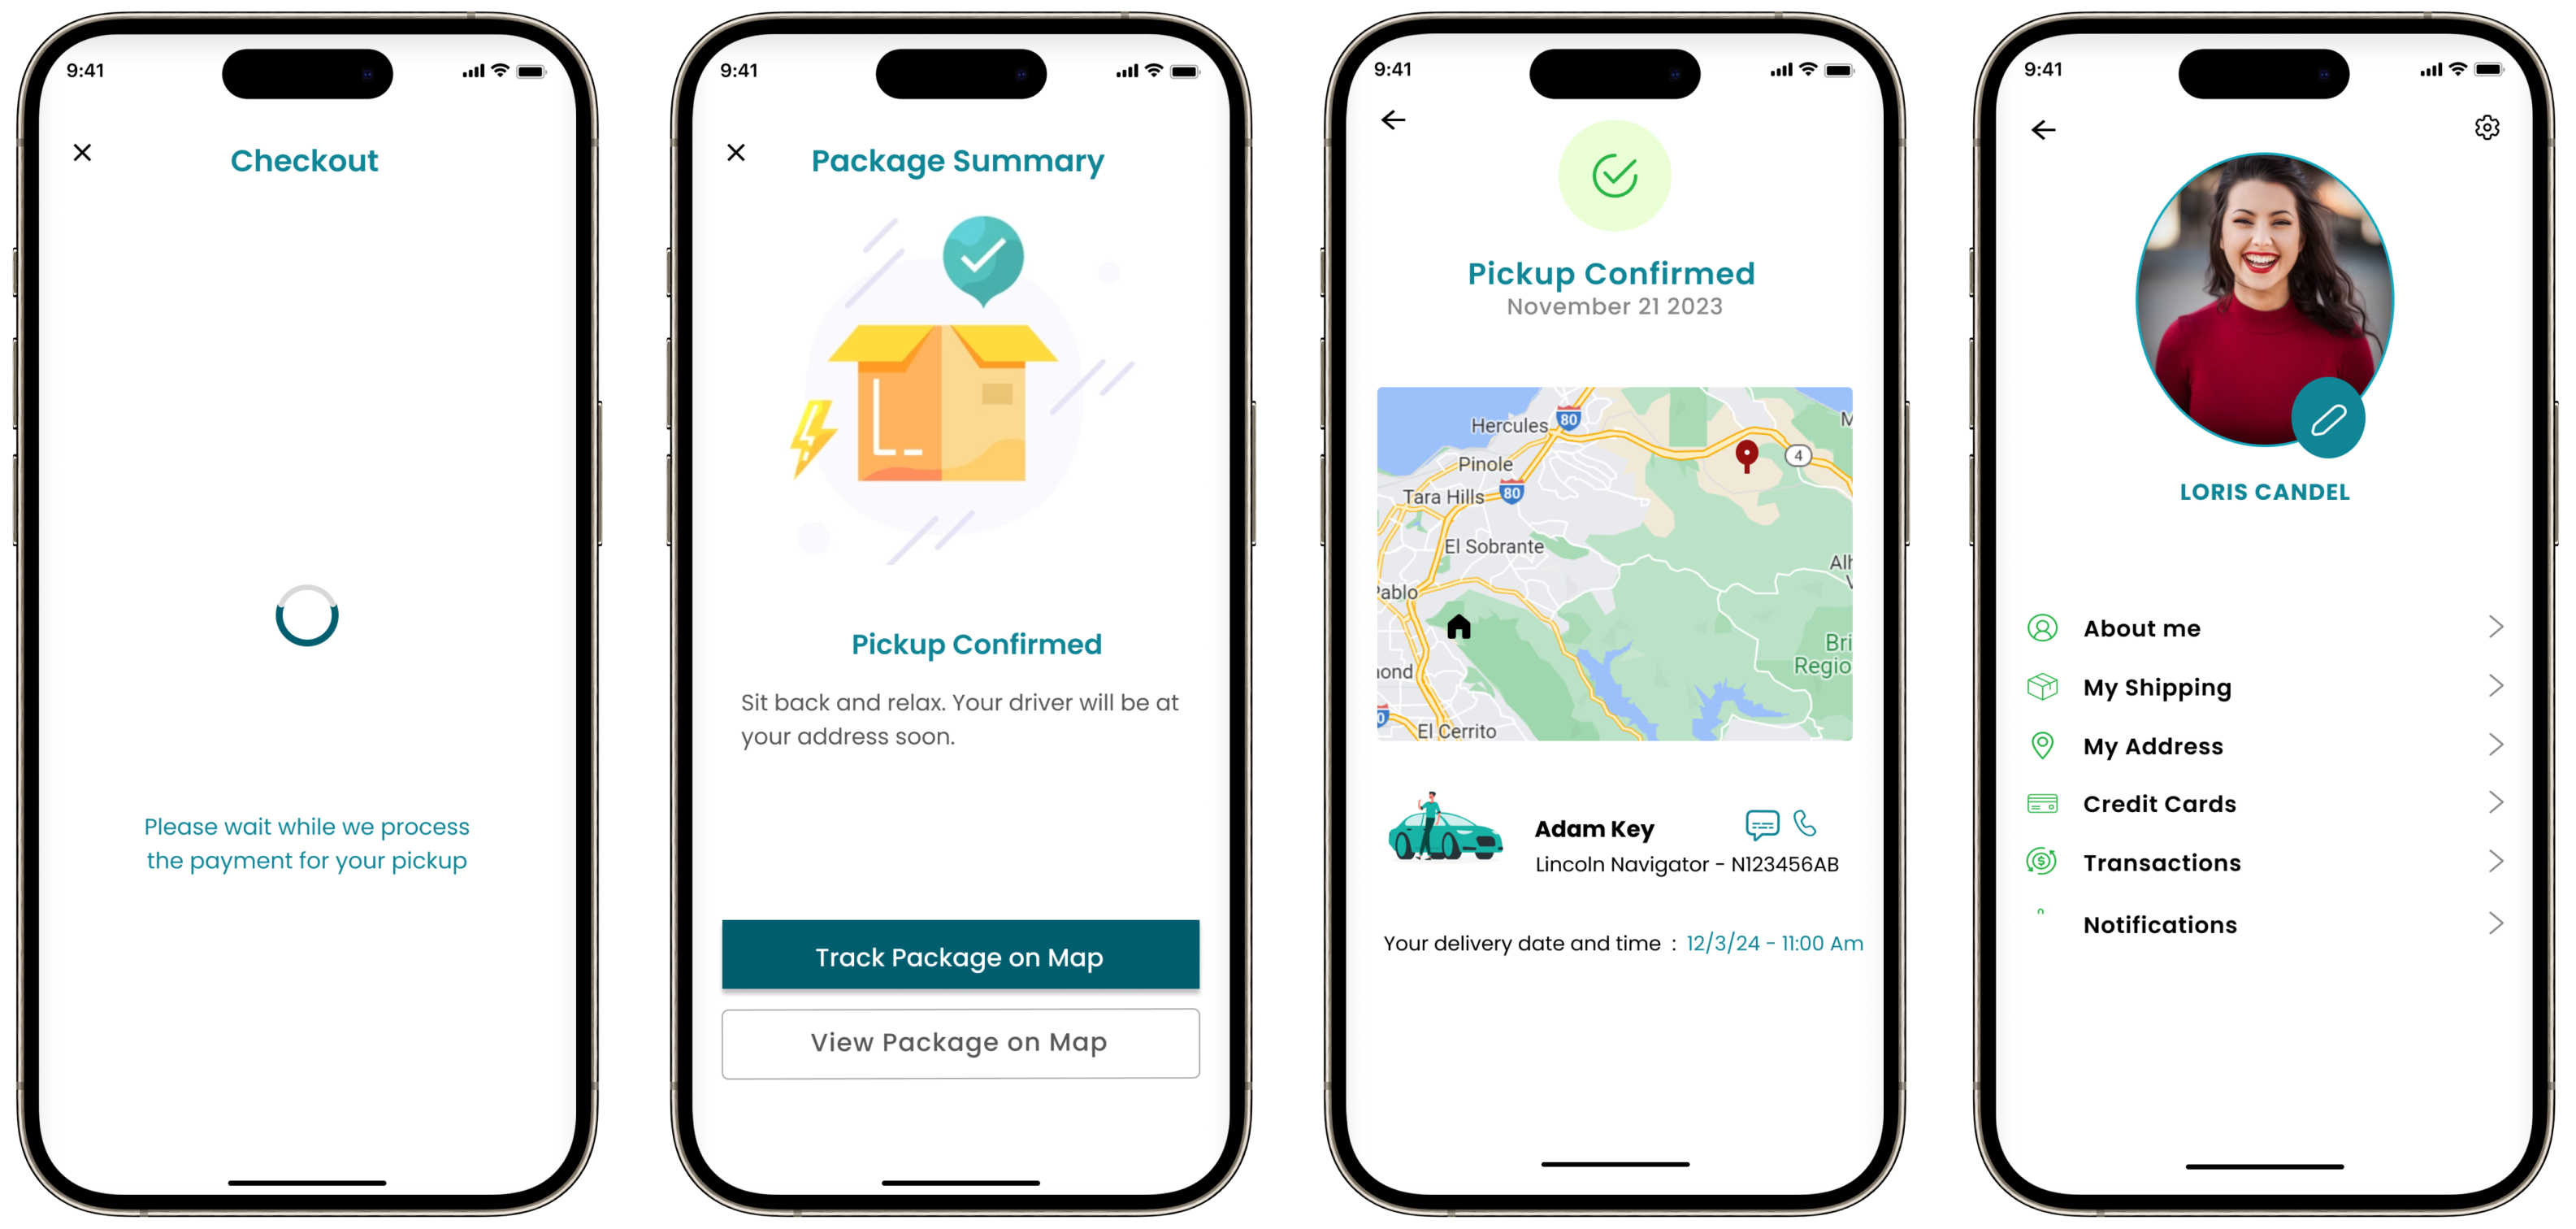 9:41
Checkout
Please wait while we process
the payment for your pickup
9:41
Package Summary
Pickup Confirmed
Sit back and relax. Your driver will be at
your address soon.
Track Package on Map
View Package on Map
9:41
Pickup Confirmed
November 21 2023
Hercules
80
Pinole
4
Tara Hills
80
El Sobrante
Pablo
El Cerrito
Bri
Regio
Adam Key
Lincoln Navigator - N123456AB
Your delivery date and time : 12/3/24 - 11:00 Am
9:41
LORIS CANDEL
About me
My Shipping
My Address
Credit Cards
Transactions
Notifications